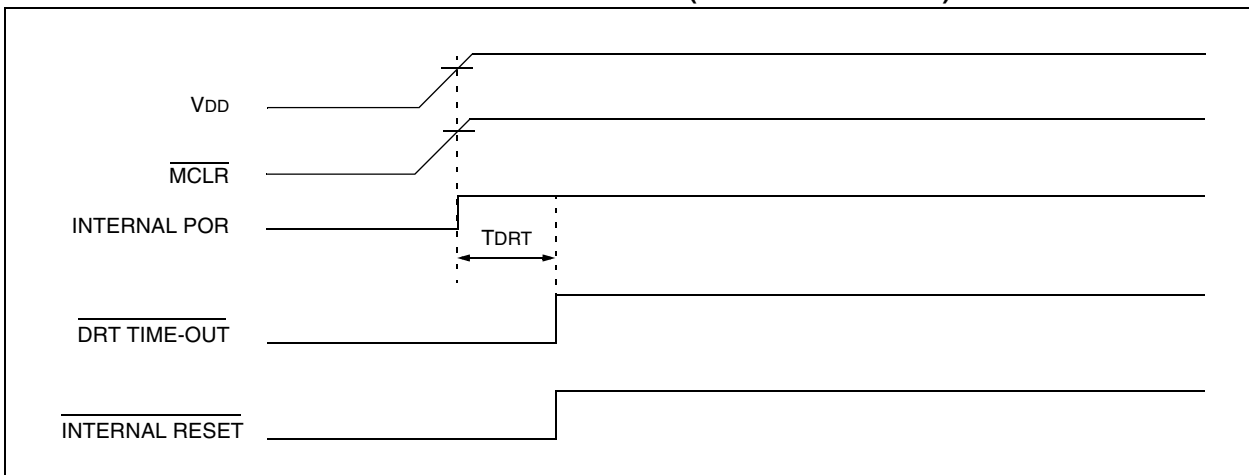 VDD
MCLR
INTERNAL POR
TDRT
DRT TIME-OUT
INTERNAL RESET